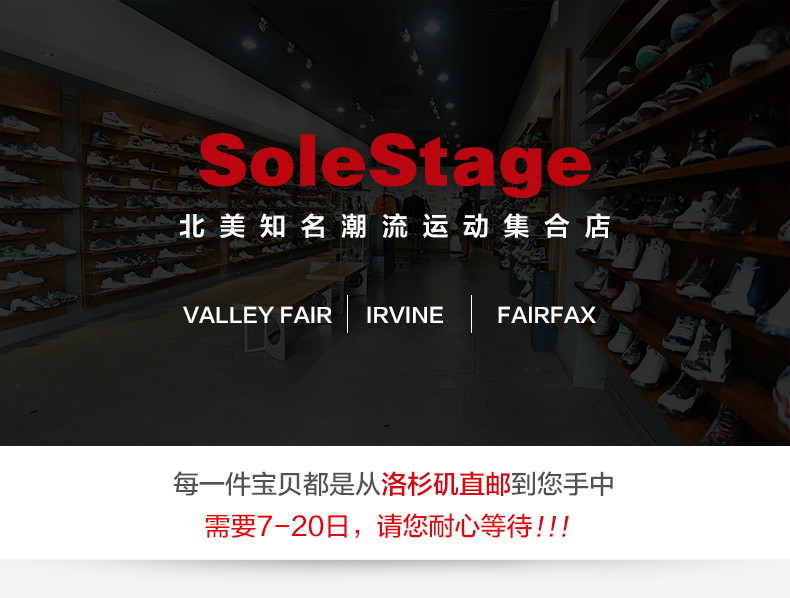 SoleStage
北美知名潮流运动集合店
VALLEY FAIR | IRVINE | FAIRFAX
每一件宝贝都是从洛杉矶直邮到您手中
需要7-20日，请您耐心等待!!!